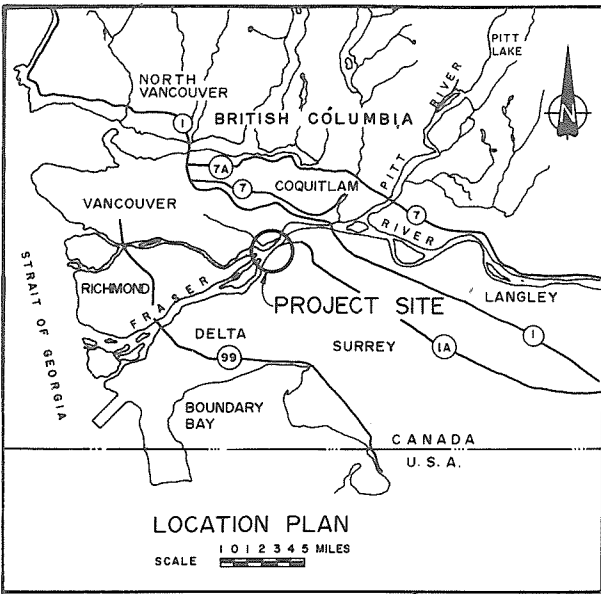 PITT
LAKE
NORTH
VANCOUVER
RIVER
N
1
BRITISH COLUMBIA
7A
PITT
7
COQUITLAM
7
VANCOUVER
RIVER
STRAIT OF GEORGIA
RICHMOND
FRASER
PROJECT SITE
LANGLEY
DELTA
SURREY
1
1A
99
BOUNDARY
BAY
CANADA
U.S.A.
LOCATION PLAN
SCALE 1 0 1 2 3 4 5 MILES